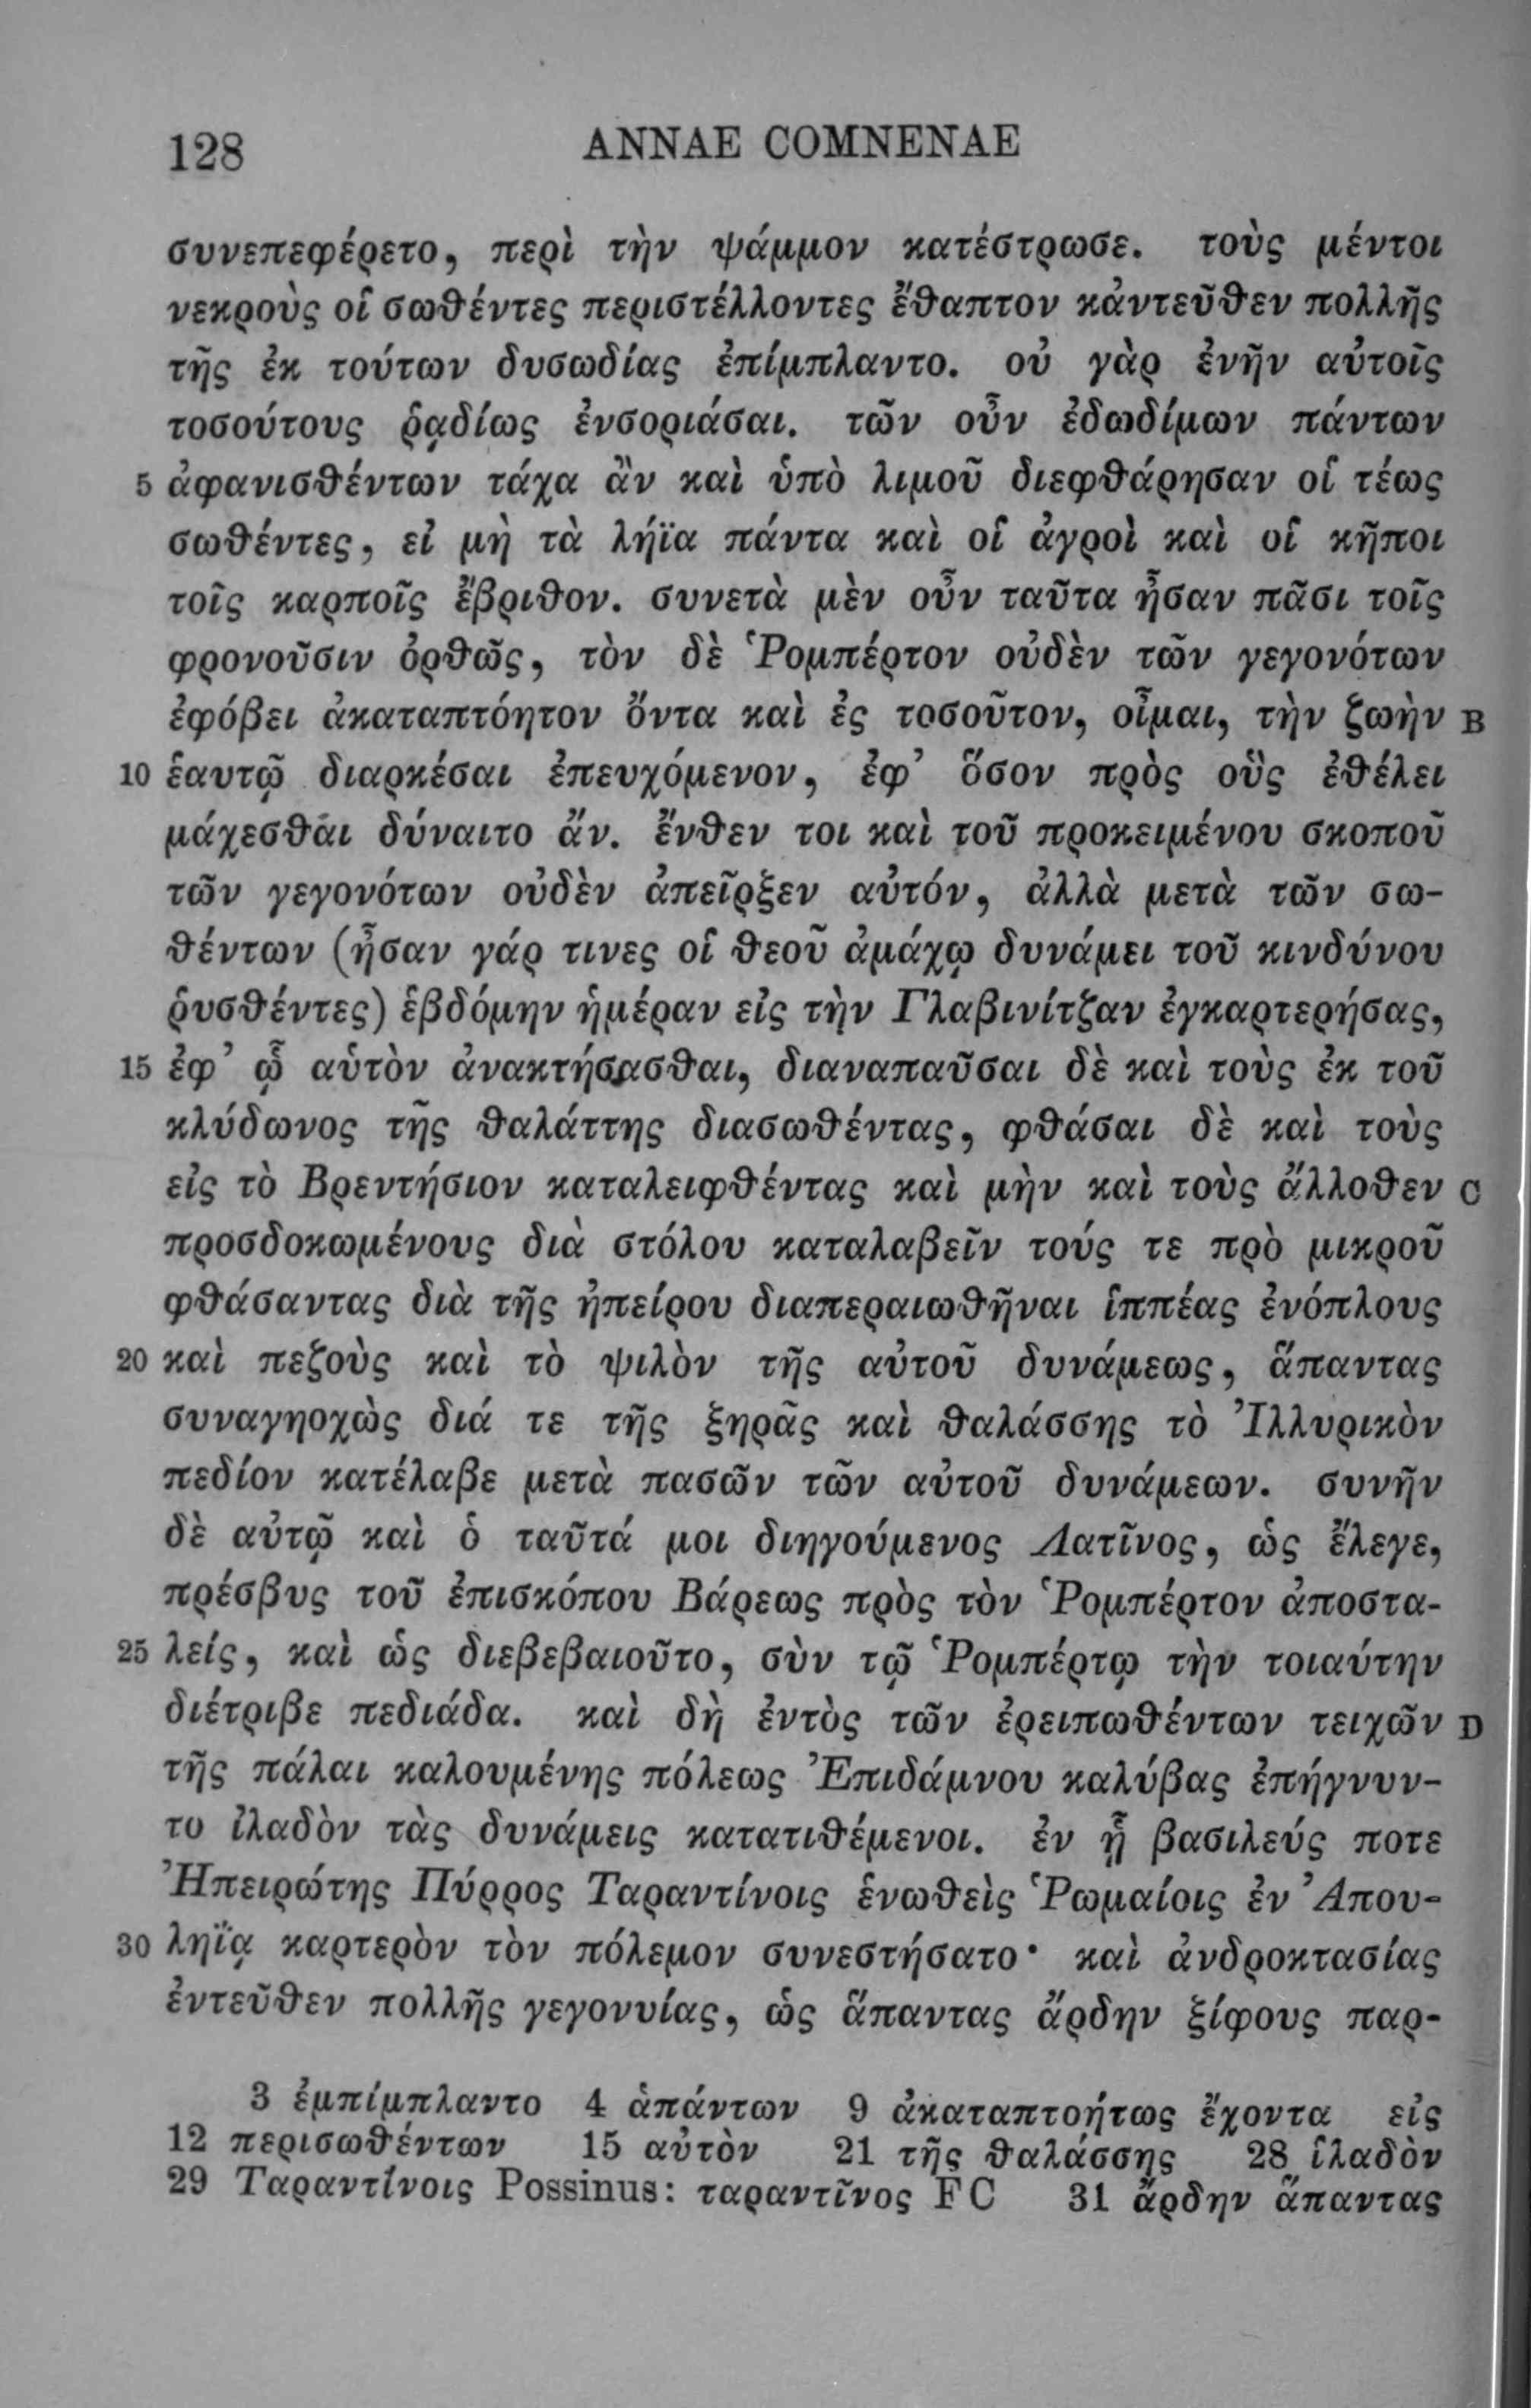 128 ANNAE COMNENAE
συνεπεφέρετο, περὶ τὴν ψάμμον κατέστρωσε. τοὺς μέντοι
νεκροὺς οἱ σωθέντες περιστέλλοντες ἔθαπτον κἀντεῦθεν πολλῆς
τῆς ἐκ τούτων δυσωδίας ἐπίμπλαντο. οὐ γὰρ ἐνῆν αὐτοῖς
τοσούτους ῥᾳδίως ἐνσοριάσαι. τῶν οὖν ἐδωδίμων πάντων
5 ἀφανισθέντων τάχα ἂν καὶ ὑπὸ λιμοῦ διεφθάρησαν οἱ τέως
σωθέντες, εἰ μὴ τὰ λήϊα πάντα καὶ οἱ ἀγροὶ καὶ οἱ κῆποι
τοῖς καρποῖς ἔβριθον. συνετὰ μὲν οὖν ταῦτα ἦσαν πᾶσι τοῖς
φρονοῦσιν ὀρθῶς, τὸν δὲ Ῥομπέρτον οὐδὲν τῶν γεγονότων
ἐφόβει ἀκαταπτόητον ὄντα καὶ ἐς τοσοῦτον, οἶμαι, τὴν ζωὴν B
10 ἑαυτῷ διαρκέσαι ἐπευχόμενον, ἐφ’ ὅσον πρὸς οὓς ἐθέλει
μάχεσθαι δύναιτο ἄν. ἔνθεν τοι καὶ τοῦ προκειμένου σκοποῦ
τῶν γεγονότων οὐδὲν ἀπεῖρξεν αὐτόν, ἀλλὰ μετὰ τῶν σω-
θέντων (ἦσαν γάρ τινες οἱ θεοῦ ἀμάχῳ δυνάμει τοῦ κινδύνου
ῥυσθέντες) ἑβδόμην ἡμέραν εἰς τὴν Γλαβινίτζαν ἐγκαρτερήσας,
15 ἐφ’ ᾧ αὑτὸν ἀνακτήσασθαι, διαναπαῦσαι δὲ καὶ τοὺς ἐκ τοῦ
κλύδωνος τῆς θαλάττης διασωθέντας, φθάσαι δὲ καὶ τοὺς
εἰς τὸ Βρεντήσιον καταλειφθέντας καὶ μὴν καὶ τοὺς ἄλλοθεν C
προσδοκωμένους διὰ στόλου καταλαβεῖν τούς τε πρὸ μικροῦ
φθάσαντας διὰ τῆς ἠπείρου διαπεραιωθῆναι ἱππέας ἐνόπλους
20 καὶ πεζοὺς καὶ τὸ ψιλὸν τῆς αὐτοῦ δυνάμεως, ἅπαντας
συναγηοχὼς διά τε τῆς ξηρᾶς καὶ θαλάσσης τὸ Ἰλλυρικὸν
πεδίον κατέλαβε μετὰ πασῶν τῶν αὐτοῦ δυνάμεων. συνῆν
δὲ αὐτῷ καὶ ὁ ταῦτά μοι διηγούμενος Λατῖνος, ὡς ἔλεγε,
πρέσβυς τοῦ ἐπισκόπου Βάρεως πρὸς τὸν Ῥομπέρτον ἀποστα-
25 λείς, καὶ ὡς διεβεβαιοῦτο, σὺν τῷ Ῥομπέρτῳ τὴν τοιαύτην
διέτριβε πεδιάδα. καὶ δὴ ἐντὸς τῶν ἐρειπωθέντων τειχῶν D
τῆς πάλαι καλουμένης πόλεως Ἐπιδάμνου καλύβας ἐπήγνυν-
το ἰλαδὸν τὰς δυνάμεις κατατιθέμενοι. ἐν ᾗ βασιλεύς ποτε
Ἠπειρώτης Πύρρος Ταραντίνοις ἑνωθεὶς Ῥωμαίοις ἐν Ἀπου-
30 ληΐᾳ καρτερὸν τὸν πόλεμον συνεστήσατο· καὶ ἀνδροκτασίας
ἐντεῦθεν πολλῆς γεγονυίας, ὡς ἅπαντας ἄρδην ξίφους παρ-
3 ἐμπίμπλαντο 4 ἁπάντων 9 ἀκαταπτοήτως ἔχοντα εἰς
12 περισωθέντων 15 αὐτὸν 21 τῆς θαλάσσης 28 ἱλαδὸν
29 Ταραντίνοις Possinus: ταραντῖνος F C 31 ἄρδην ἅπαντας